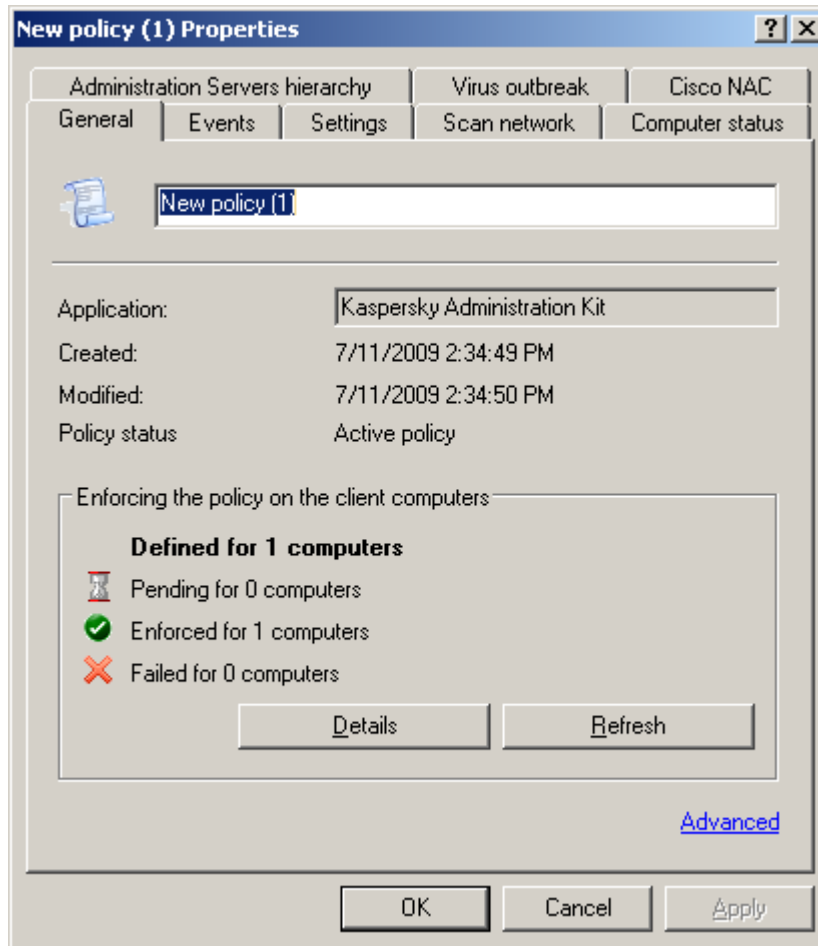 New policy (1) Properties
Administration Servers hierarchy Virus outbreak Cisco NAC
General Events Settings Scan network Computer status
New policy (1)
Application: Kaspersky Administration Kit
Created: 7/11/2009 2:34:49 PM
Modified: 7/11/2009 2:34:50 PM
Policy status Active policy
Enforcing the policy on the client computers
Defined for 1 computers
Pending for 0 computers
Enforced for 1 computers
Failed for 0 computers
Details Refresh
Advanced
OK Cancel Apply